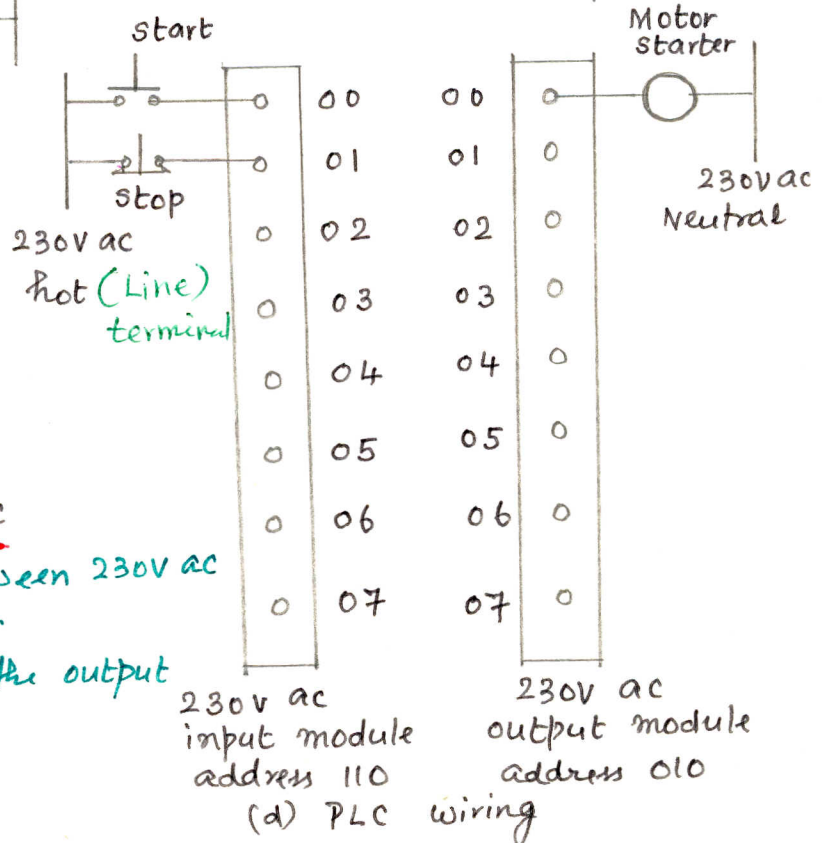 start
Motor
starter
00
00
01
01
stop
230v ac
Neutral
230V ac
02
02
hot (Line)
terminal
03
03
04
04
05
05
06
06
230V ac
07
07
the output
230v ac
input module
address 110
230V ac
output module
address 010
(d) PLC wiring